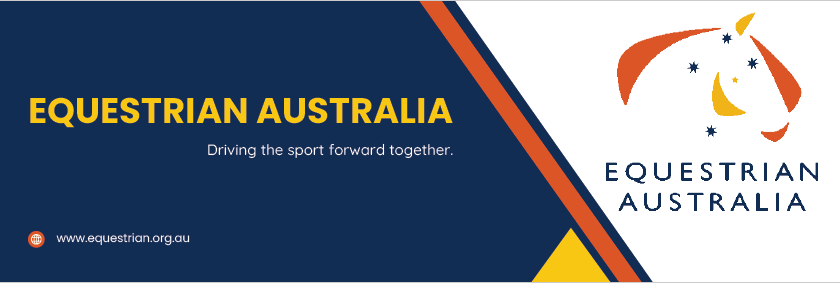 EQUESTRIAN AUSTRALIA
Driving the sport forward together.
www.equestrian.org.au
EQUESTRIAN
AUSTRALIA